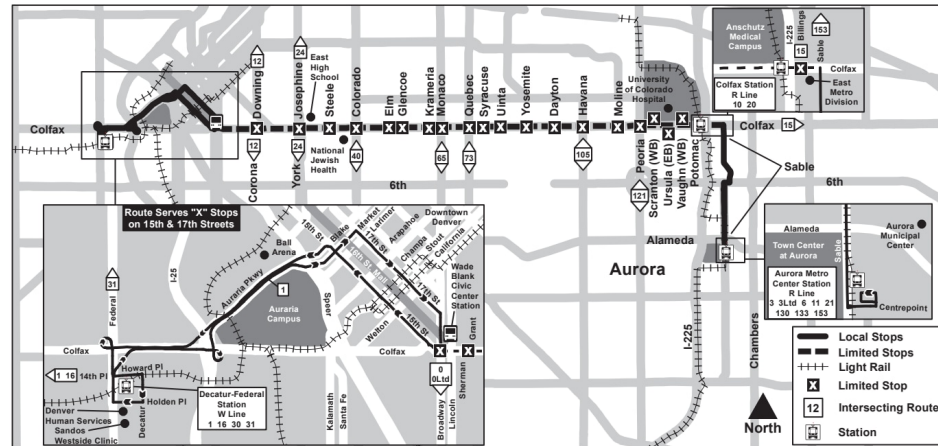 Colfax
12
Downing
Corona
12
24
Josephine
York
24
East
High
School
Steele
National
Jewish
Health
Colorado
40
Elm
Glencoe
Krameria
Monaco
65
Quebec
73
Syracuse
Uinta
Yosemite
Dayton
Havana
105
Moline
University
of Colorado
Hospital
Peoria
121
Scranton (WB)
Ursula (EB)
Vaughn (WB)
Potomac
Colfax
15
Sable
6th
6th
Alameda
Aurora
I-225
Chambers
North
Anschutz
Medical
Campus
I-225
Billings
15
Sable
153
Colfax
Colfax
Station
R Line
10 20
East
Metro
Division
Alameda
Town Center
at Aurora
Sable
Aurora
Municipal
Center
Aurora Metro
Center Station
R Line
3 3Ltd 6 11 21
130 133 153
Centrepoint
Route Serves "X" Stops
on 15th & 17th Streets
31
Federal
I-25
Ball
Arena
Auraria Pkwy
1
Auraria
Campus
Speer
15th St
Blake
Market
Larimer
17th St
Arapahoe
16th St Mall
Champa
Stout
California
Downtown
Denver
Wade
Blank
Civic
Center
Station
17th St
15th St
Welton
Grant
Colfax
Colfax
Howard Pl
1 16
14th Pl
Holden Pl
Decatur
Denver
Human Services
Sandos
Westside Clinic
Decatur-Federal
Station
W Line
1 16 30 31
Kalamath
Santa Fe
0
0Ltd
Broadway
Lincoln
Sherman
Local Stops
Limited Stops
Light Rail
X
Limited Stop
12
Intersecting Route
Station